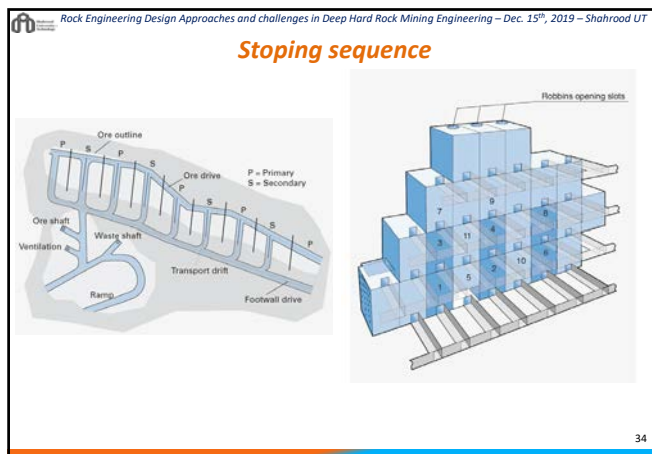 Rock Engineering Design Approaches and challenges in Deep Hard Rock Mining Engineering – Dec. 15th, 2019 – Shahrood UT
Stoping sequence
Ore outline
P
S
P
S
P
S
P
S
P
P = Primary
S = Secondary
Ore drive
Ore shaft
Waste shaft
Ventilation
Transport drift
Footwall drive
Ramp
Robbins opening slots
7
9
8
3
11
4
6
1
5
2
10
6
34